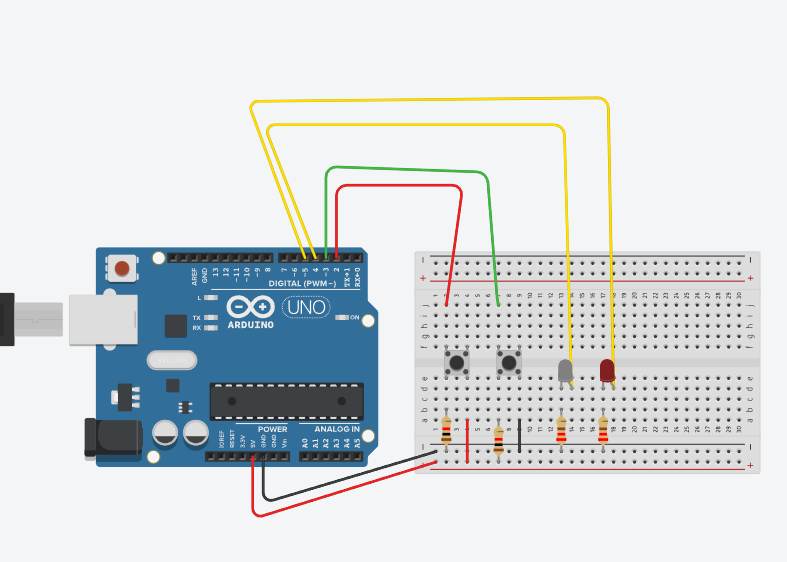 AREF
GND
13
12
~11
~10
~9
8
7
~6
~5
4
~3
2
TX→1
RX←0
DIGITAL (PWM~)
L
TX
RX
ARDUINO
UNO
ON
POWER
ANALOG IN
IOREF
RESET
3.3V
5V
GND
GND
Vin
A0
A1
A2
A3
A4
A5
j
i
h
g
f
e
d
c
b
a